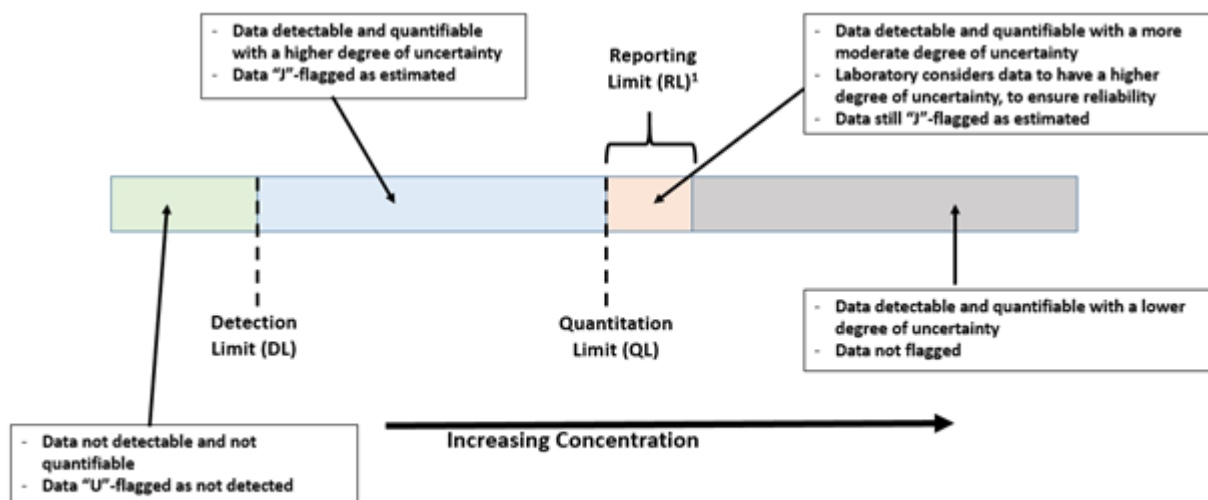 - Data detectable and quantifiable
with a higher degree of uncertainty
- Data “J”-flagged as estimated
Reporting
Limit (RL)¹
- Data detectable and quantifiable with a more
moderate degree of uncertainty
- Laboratory considers data to have a higher
degree of uncertainty, to ensure reliability
- Data still “J”-flagged as estimated
Detection
Limit (DL)
Quantitation
Limit (QL)
- Data detectable and quantifiable with a lower
degree of uncertainty
- Data not flagged
- Data not detectable and not
quantifiable
- Data “U”-flagged as not detected
Increasing Concentration